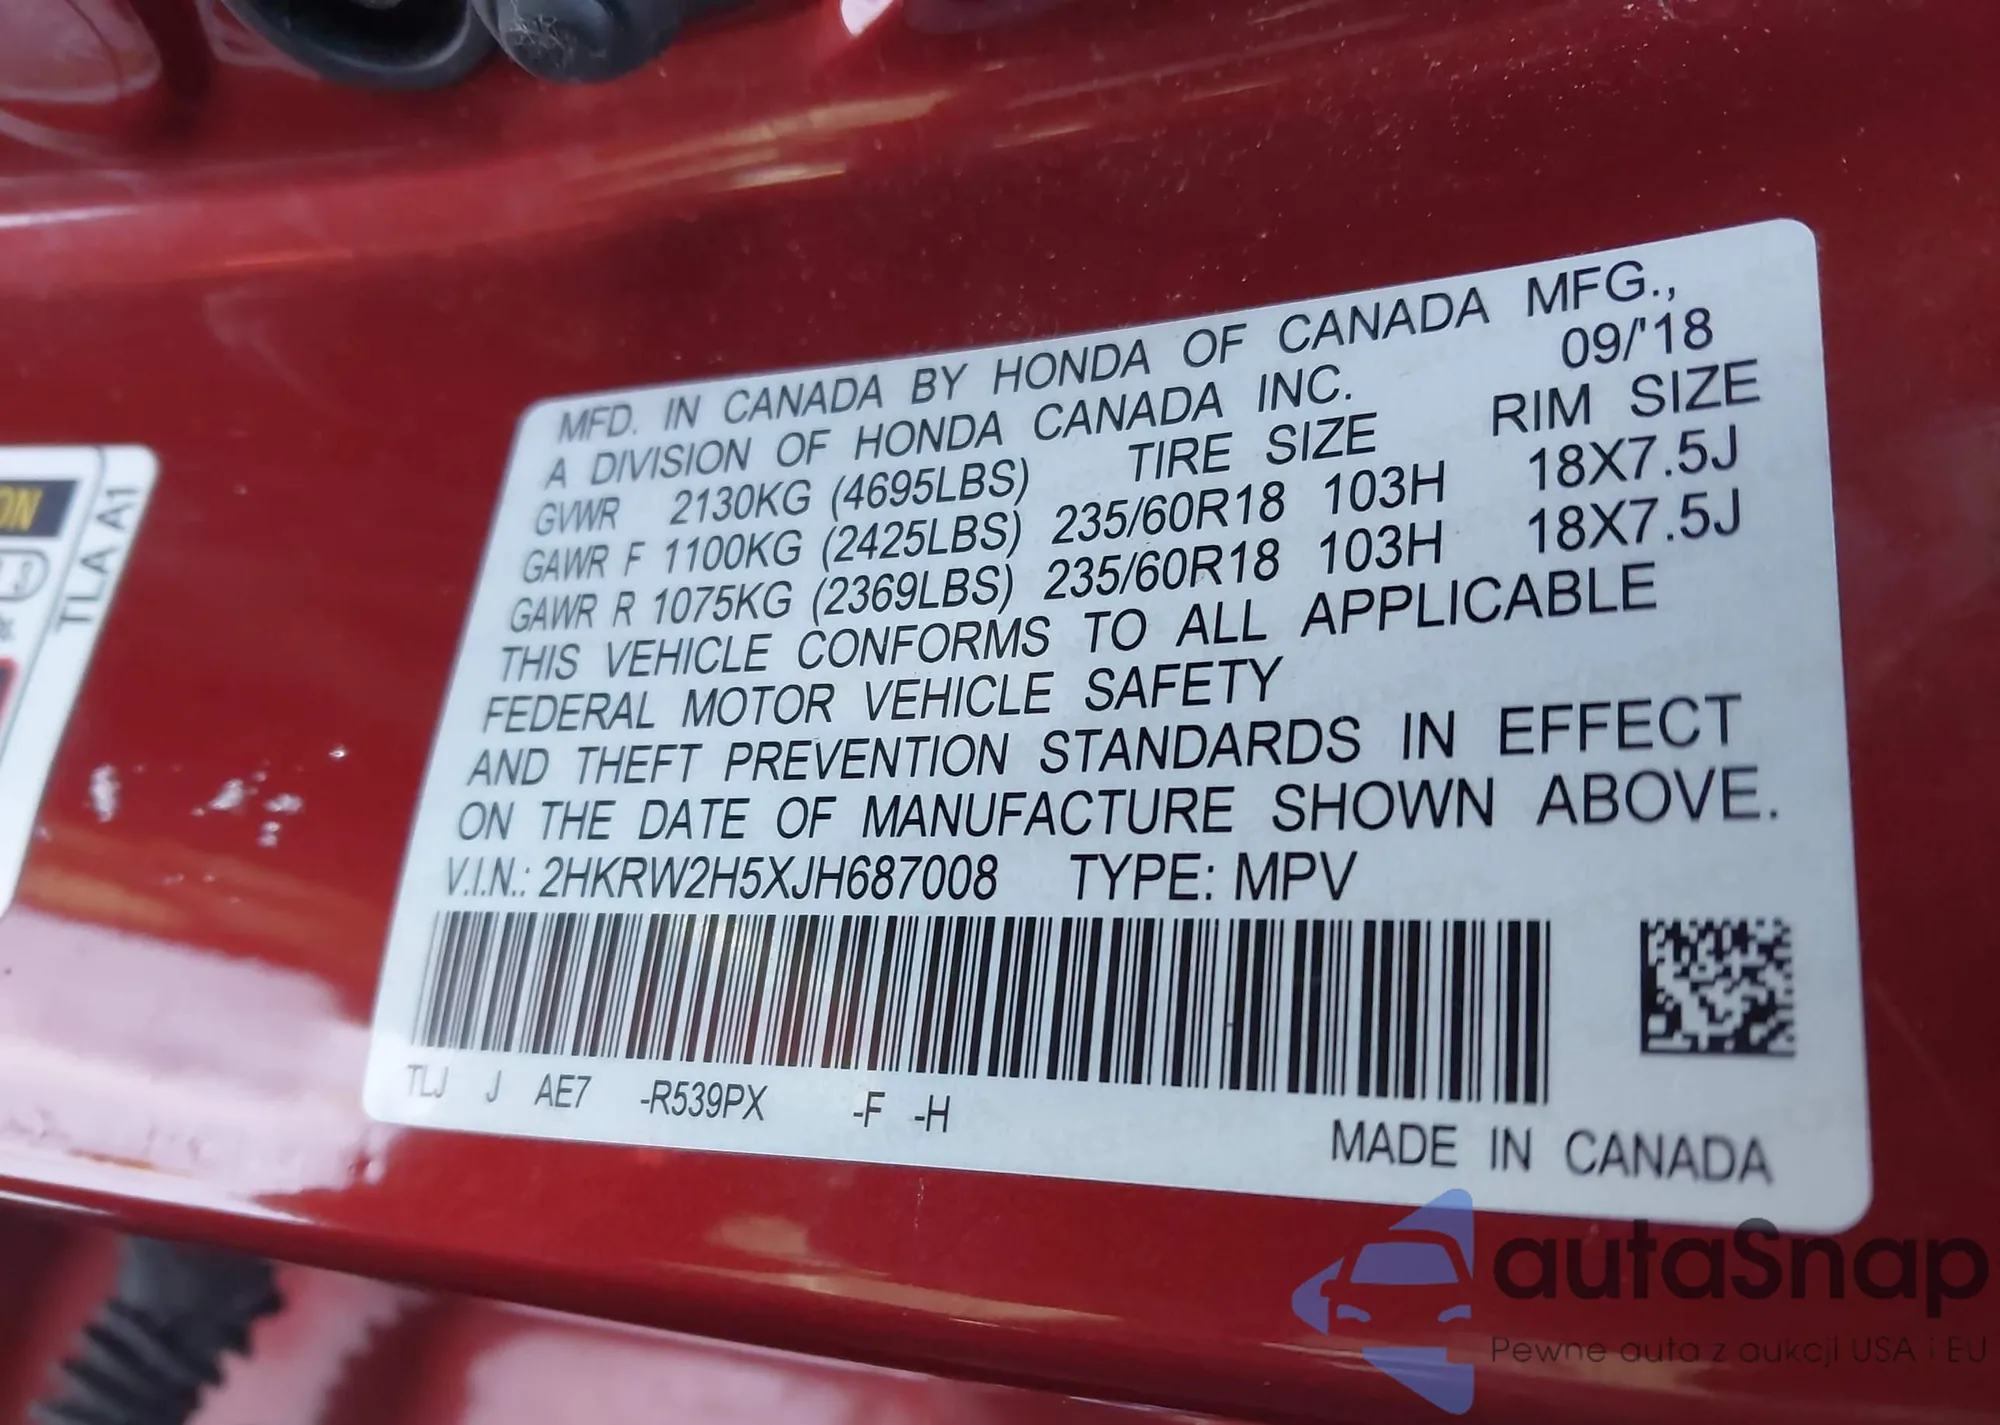 MFD. IN CANADA BY HONDA OF CANADA MFG.,
A DIVISION OF HONDA CANADA INC. 09/'18
GVWR 2130KG (4695LBS) TIRE SIZE RIM SIZE
GAWR F 1100KG (2425LBS) 235/60R18 103H 18X7.5J
GAWR R 1075KG (2369LBS) 235/60R18 103H 18X7.5J
THIS VEHICLE CONFORMS TO ALL APPLICABLE
FEDERAL MOTOR VEHICLE SAFETY
AND THEFT PREVENTION STANDARDS IN EFFECT
ON THE DATE OF MANUFACTURE SHOWN ABOVE.
V.I.N.: 2HKRW2H5XJH687008 TYPE: MPV
TLJ J AE7 -R539PX -F -H
MADE IN CANADA
TLA A1
autaSnap
Pewne auta z aukcji USA i EU